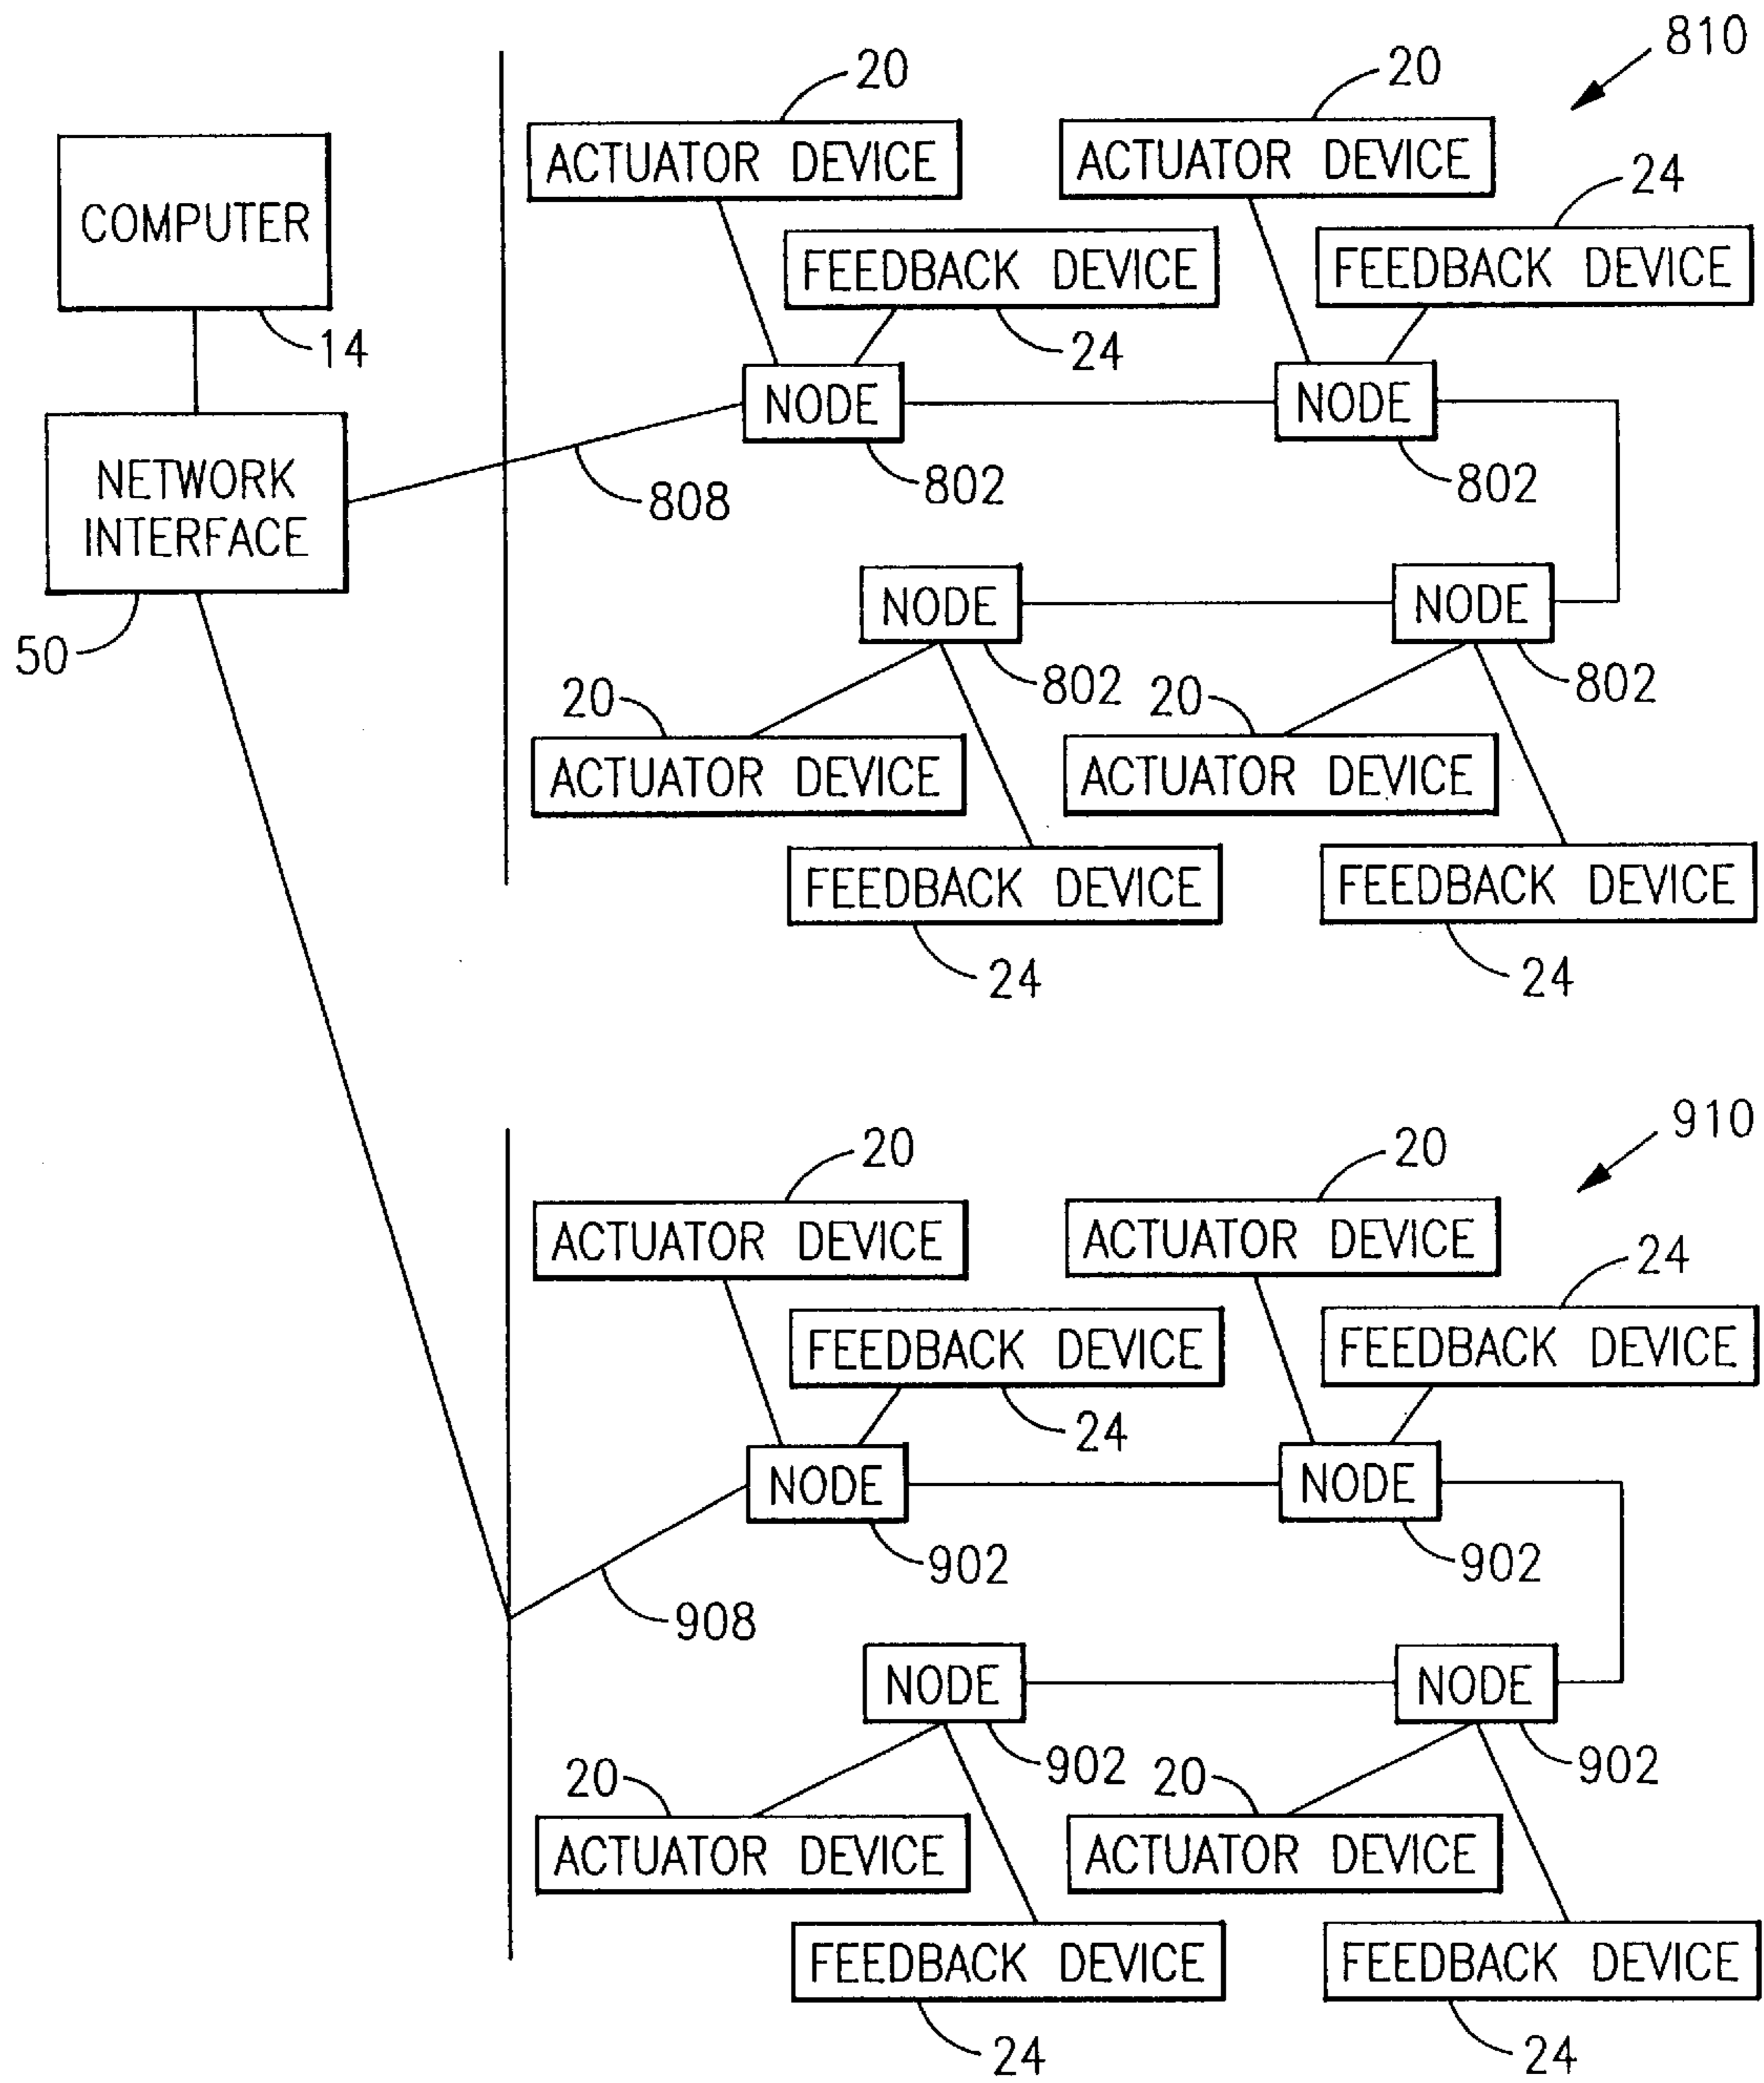 810
20
20
ACTUATOR DEVICE
ACTUATOR DEVICE
24
COMPUTER
FEEDBACK DEVICE
FEEDBACK DEVICE
14
24
NODE
NODE
NETWORK
INTERFACE
808
802
802
50
NODE
NODE
20
802
20
802
ACTUATOR DEVICE
ACTUATOR DEVICE
FEEDBACK DEVICE
FEEDBACK DEVICE
24
24
910
20
20
ACTUATOR DEVICE
ACTUATOR DEVICE
24
FEEDBACK DEVICE
FEEDBACK DEVICE
24
NODE
NODE
902
902
908
NODE
NODE
20
902
20
902
ACTUATOR DEVICE
ACTUATOR DEVICE
FEEDBACK DEVICE
FEEDBACK DEVICE
24
24